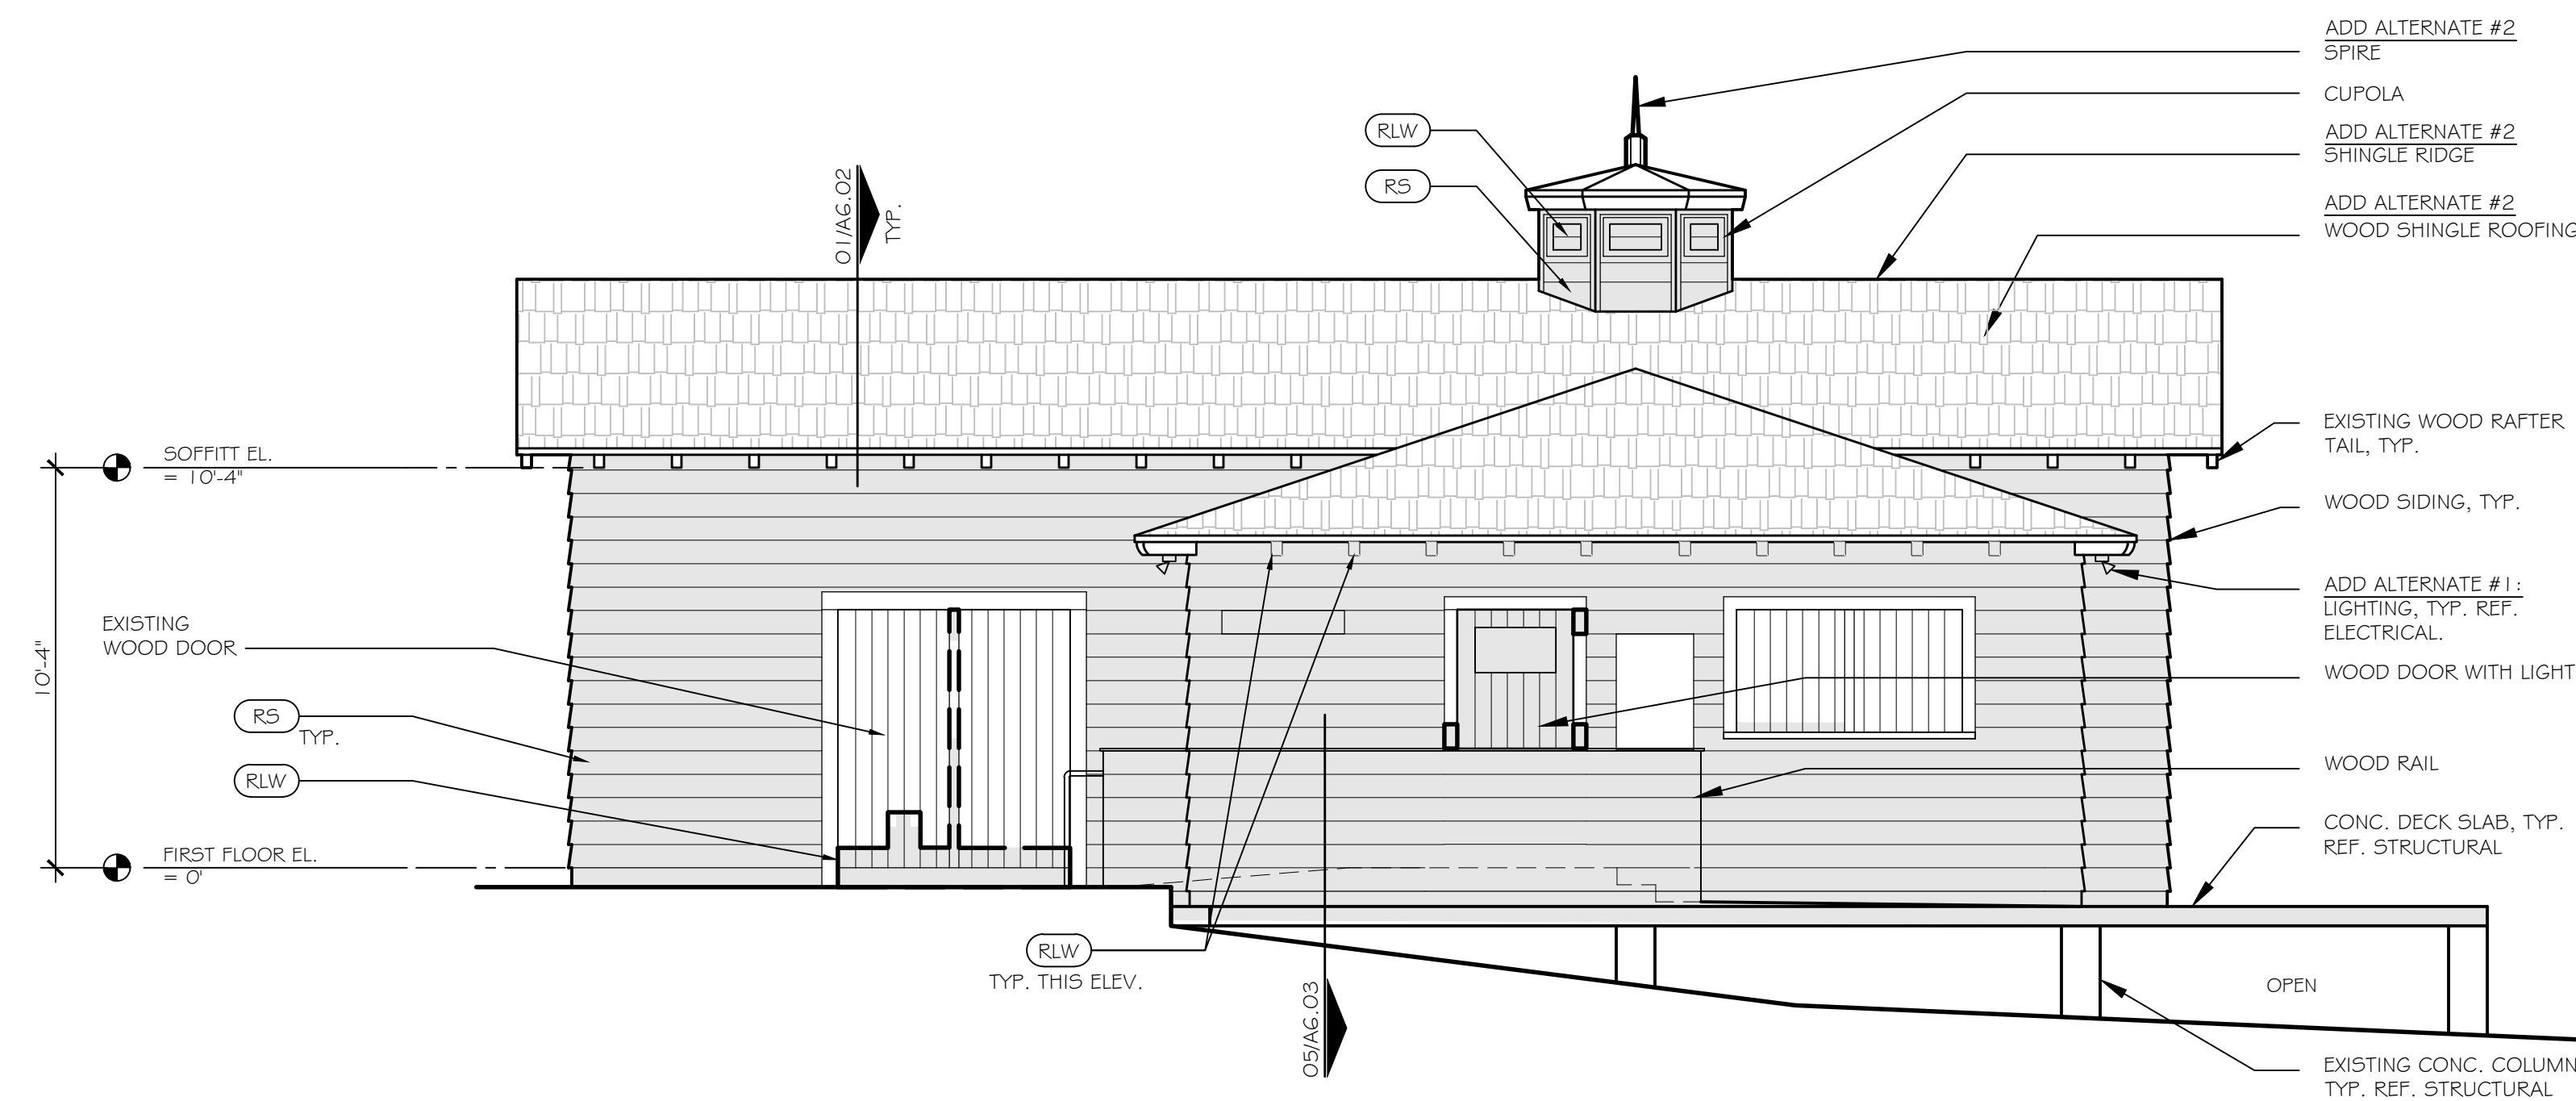 ADD ALTERNATE #2
SPIRE
CUPOLA
ADD ALTERNATE #2
SHINGLE RIDGE
ADD ALTERNATE #2
WOOD SHINGLE ROOFING
RLW
RS
01/A6.02
TYP.
SOFFITT EL.
= 10'-4"
10'-4"
EXISTING WOOD RAFTER
TAIL, TYP.
WOOD SIDING, TYP.
ADD ALTERNATE #1:
LIGHTING, TYP. REF.
ELECTRICAL.
EXISTING
WOOD DOOR
WOOD DOOR WITH LIGHT
RS
TYP.
RLW
WOOD RAIL
CONC. DECK SLAB, TYP.
REF. STRUCTURAL
FIRST FLOOR EL.
= 0'
RLW
TYP. THIS ELEV.
05/A6.03
OPEN
EXISTING CONC. COLUMN
TYP. REF. STRUCTURAL